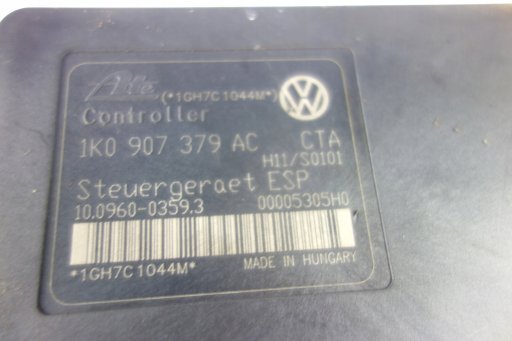 Ate (*1GH7C1044M*)
Controller
1K0 907 379 AC CTA
H11/S0101
Steuergeraet ESP
10.0960-0359.3 00005305H0
*1GH7C1044M* MADE IN HUNGARY